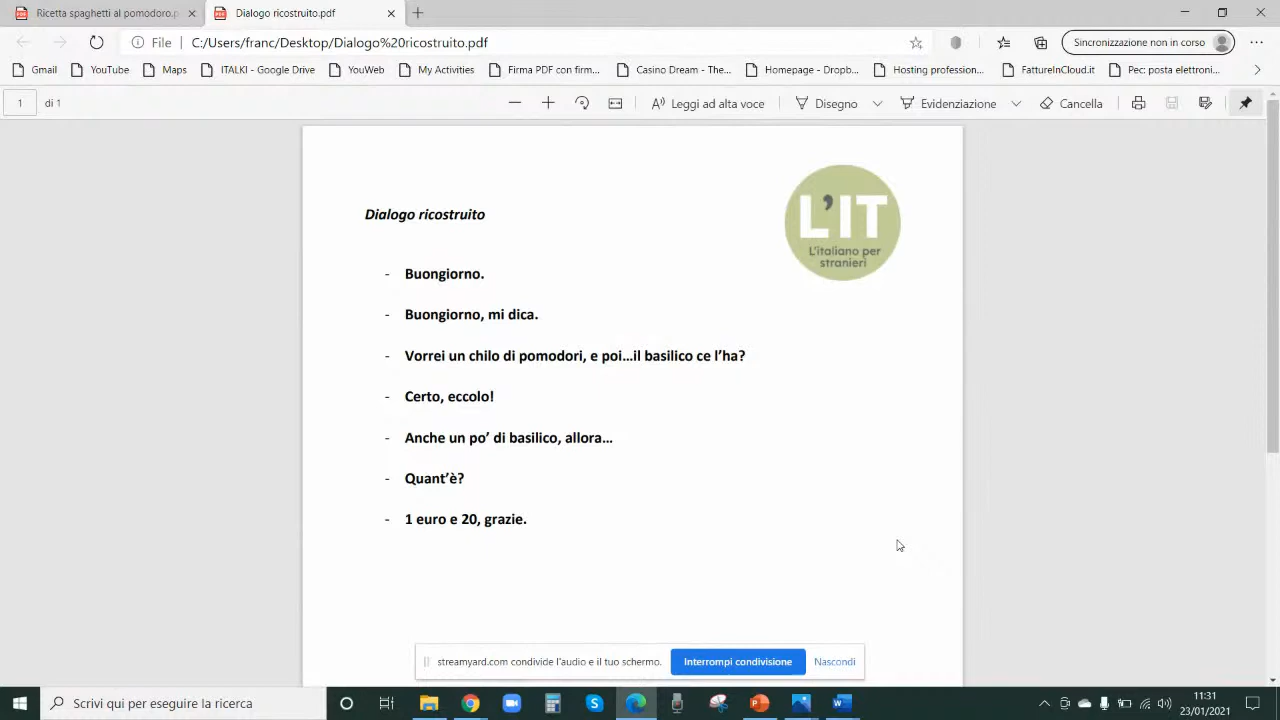 Ricetta spaghetti al pomodoro.p
Dialogo ricostruito.pdf
File
C:/Users/franc/Desktop/Dialogo%20ricostruito.pdf
Sincronizzazione non in corso
Gmail
YouTube
Maps
ITALKI - Google Drive
YouWeb
My Activities
Firma PDF con firm...
Casino Dream - The...
Homepage - Dropb...
Hosting profession...
FattureInCloud.it
Pec: posta elettroni...
1
di 1
Leggi ad alta voce
Disegno
Evidenziazione
Cancella
L'IT
L'italiano per
stranieri
Dialogo ricostruito
- Buongiorno.
- Buongiorno, mi dica.
- Vorrei un chilo di pomodori, e poi…il basilico ce l'ha?
- Certo, eccolo!
- Anche un po' di basilico, allora…
- Quant'è?
- 1 euro e 20, grazie.
streamyard.com condivide l'audio e il tuo schermo.
Interrompi condivisione
Nascondi
Scrivi qui per eseguire la ricerca
11:31
23/01/2021